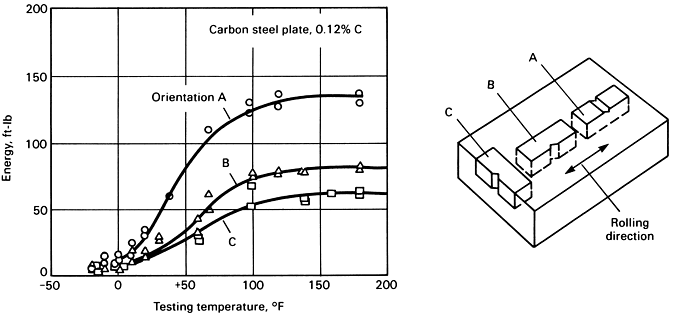 200
150
100
50
0
Energy, ft-lb
Carbon steel plate, 0.12% C
Orientation A
B
C
-50
0
+50
100
150
200
Testing temperature, °F
A
B
C
Rolling
direction